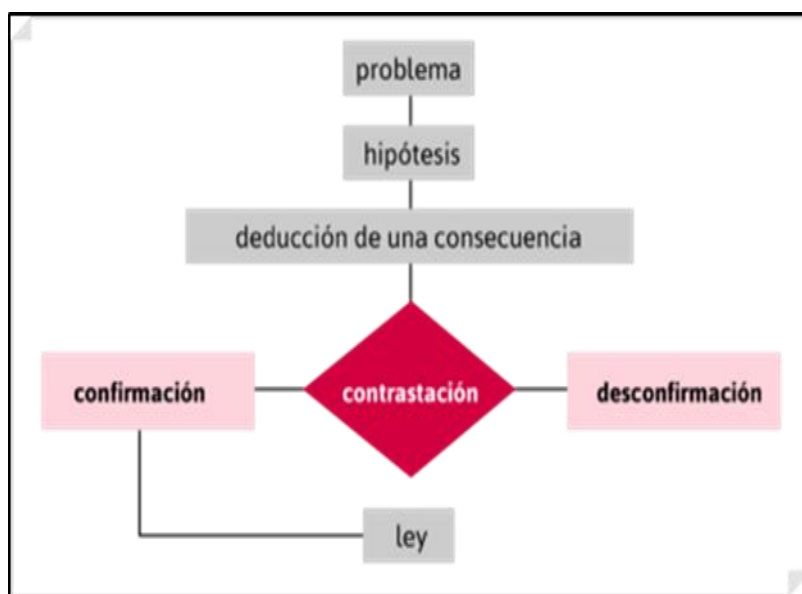 problema
hipótesis
deducción de una consecuencia
confirmación
contrastación
desconfirmación
ley